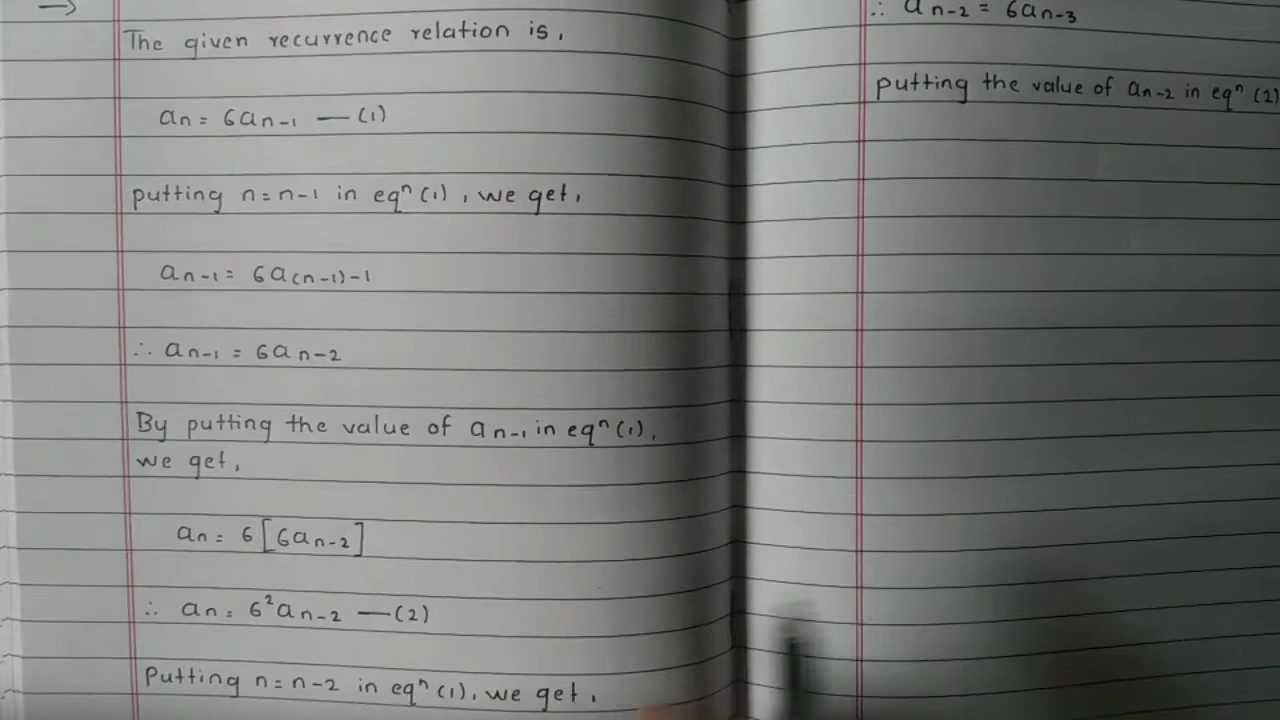 The given recurrence relation is,
aₙ = 6aₙ₋₁ — (1)
putting n = n-1 in eqⁿ (1), we get,
aₙ₋₁ = 6a₍ₙ₋₁₎₋₁
∴ aₙ₋₁ = 6aₙ₋₂
By putting the value of aₙ₋₁ in eqⁿ (1),
we get,
aₙ = 6[6aₙ₋₂]
∴ aₙ = 6²aₙ₋₂ — (2)
Putting n = n-2 in eqⁿ (1), we get,
∴ aₙ₋₂ = 6aₙ₋₃
putting the value of aₙ₋₂ in eqⁿ (2)